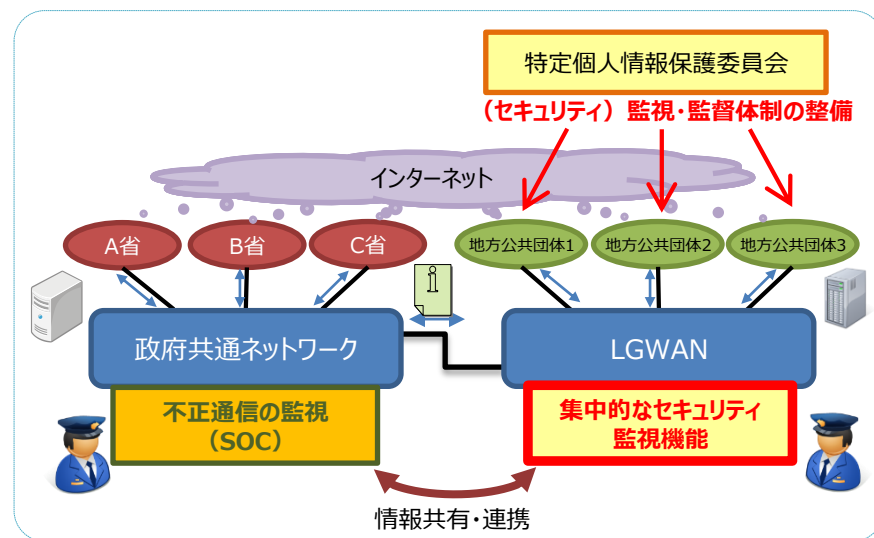 特定個人情報保護委員会
（セキュリティ）監視・監督体制の整備
インターネット
A省
B省
C省
地方公共団体1
地方公共団体2
地方公共団体3
i
政府共通ネットワーク
LGWAN
不正通信の監視
（SOC）
集中的なセキュリティ
監視機能
情報共有・連携